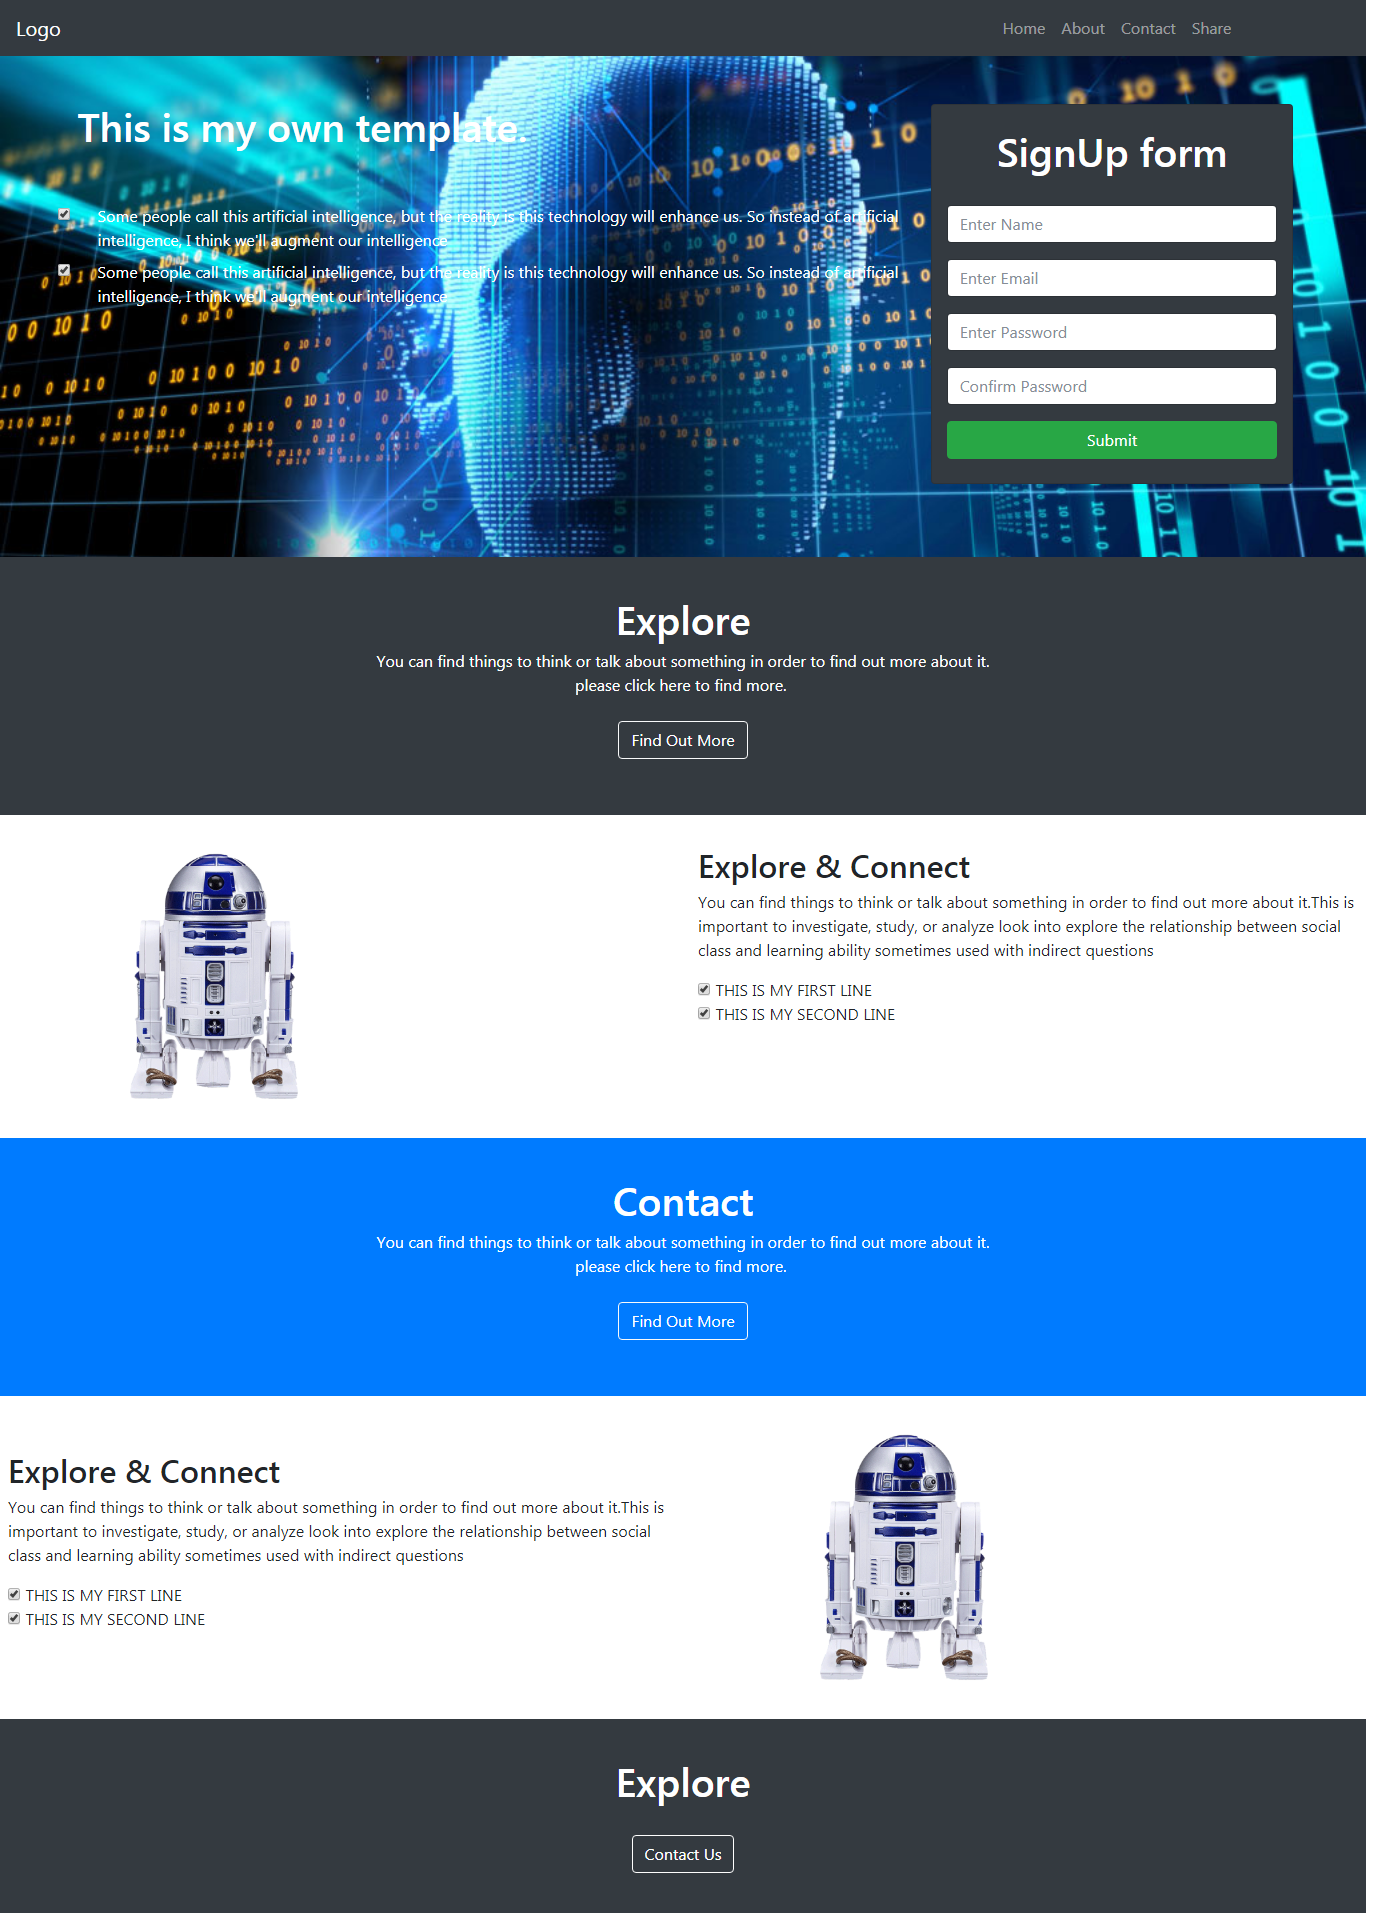 Logo
Home About Contact Share
This is my own template.
Some people call this artificial intelligence, but the reality is this technology will enhance us. So instead of artificial
intelligence, I think we'll augment our intelligence
Some people call this artificial intelligence, but the reality is this technology will enhance us. So instead of artificial
intelligence, I think we'll augment our intelligence
SignUp form
Enter Name
Enter Email
Enter Password
Confirm Password
Submit
Explore
You can find things to think or talk about something in order to find out more about it.
please click here to find more.
Find Out More
Explore & Connect
You can find things to think or talk about something in order to find out more about it.This is
important to investigate, study, or analyze look into explore the relationship between social
class and learning ability sometimes used with indirect questions
THIS IS MY FIRST LINE
THIS IS MY SECOND LINE
Contact
You can find things to think or talk about something in order to find out more about it.
please click here to find more.
Find Out More
Explore & Connect
You can find things to think or talk about something in order to find out more about it.This is
important to investigate, study, or analyze look into explore the relationship between social
class and learning ability sometimes used with indirect questions
THIS IS MY FIRST LINE
THIS IS MY SECOND LINE
Explore
Contact Us